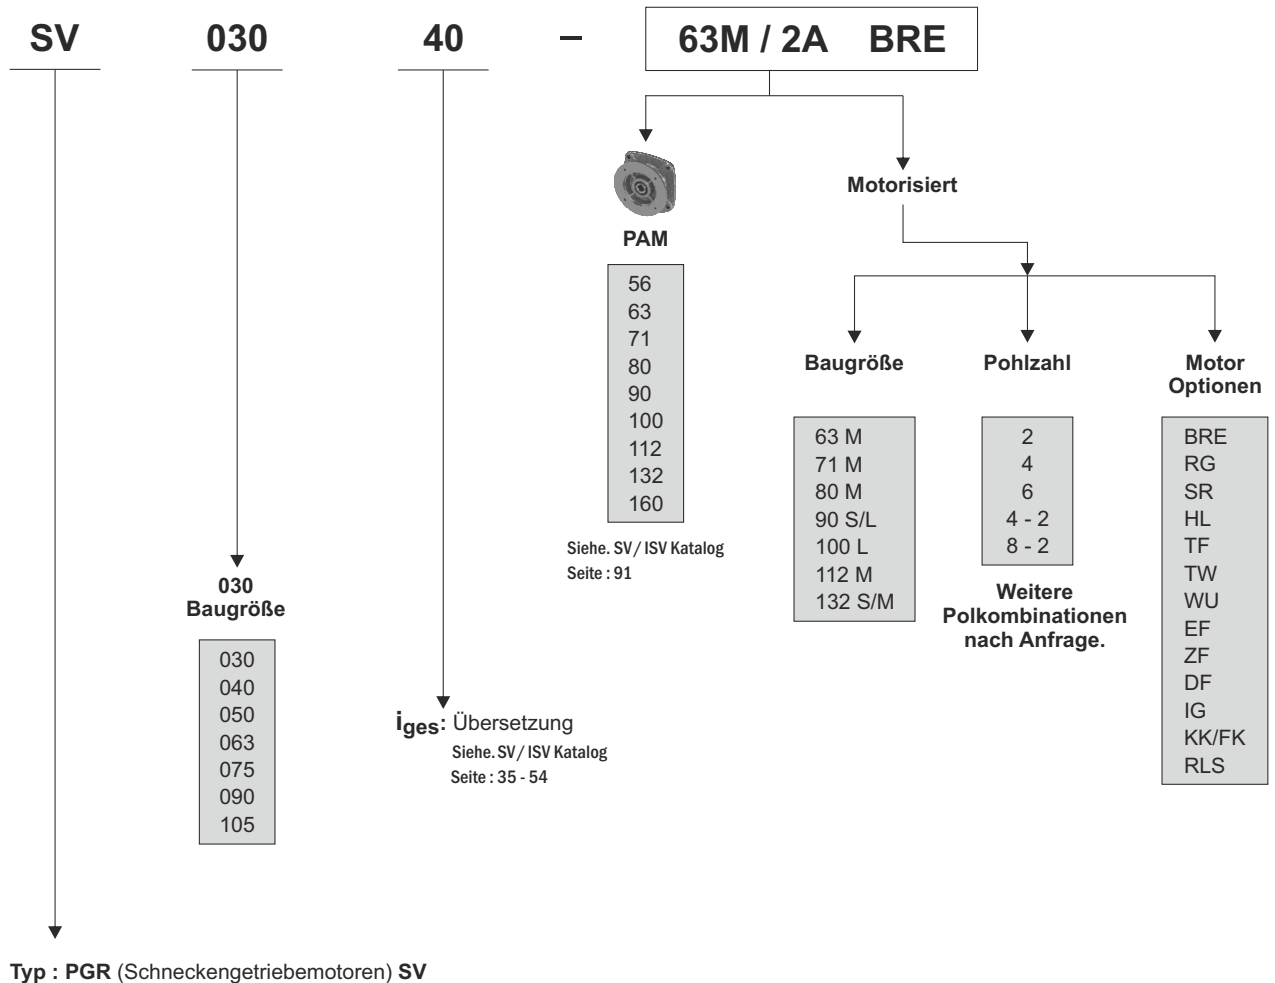 SV 030 40 – 63M / 2A BRE
PAM
56
63
71
80
90
100
112
132
160
Siehe. SV / ISV Katalog
Seite : 91
Motorisiert
Baugröße
63 M
71 M
80 M
90 S/L
100 L
112 M
132 S/M
Pohlzahl
2
4
6
4 - 2
8 - 2
Weitere
Polkombinationen
nach Anfrage.
Motor
Optionen
BRE
RG
SR
HL
TF
TW
WU
EF
ZF
DF
IG
KK/FK
RLS
030
Baugröße
030
040
050
063
075
090
105
iges: Übersetzung
Siehe. SV / ISV Katalog
Seite : 35 - 54
Typ : PGR (Schneckengetriebemotoren) SV